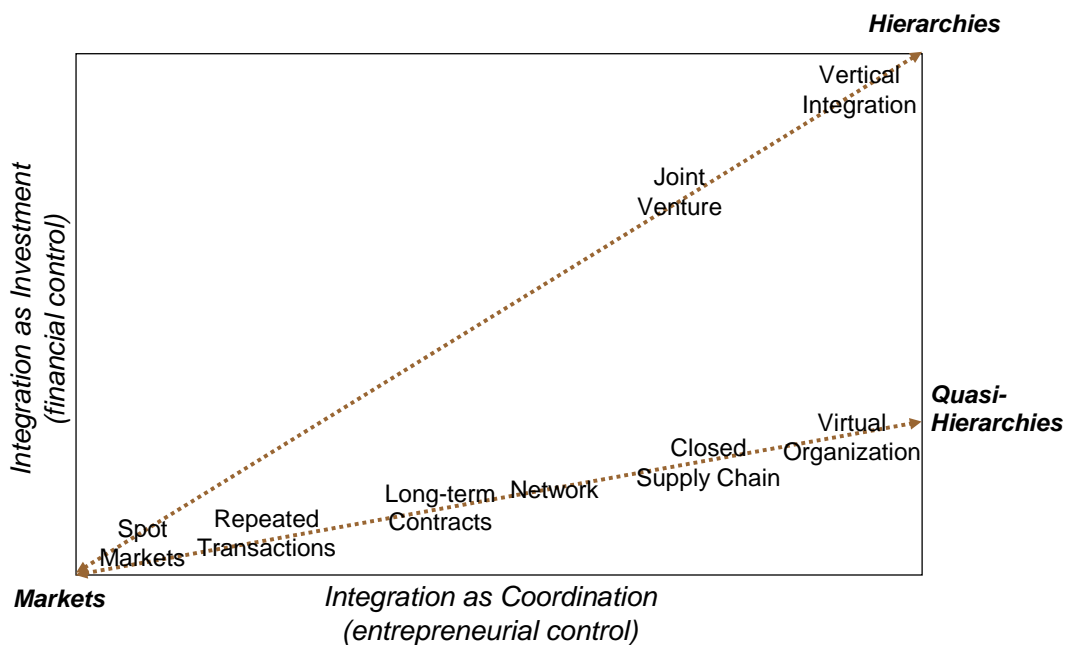 Hierarchies
Vertical
Integration
Joint
Venture
Integration as Investment
(financial control)
Quasi-
Hierarchies
Virtual
Organization
Closed
Supply Chain
Network
Long-term
Contracts
Repeated
Transactions
Spot
Markets
Markets
Integration as Coordination
(entrepreneurial control)